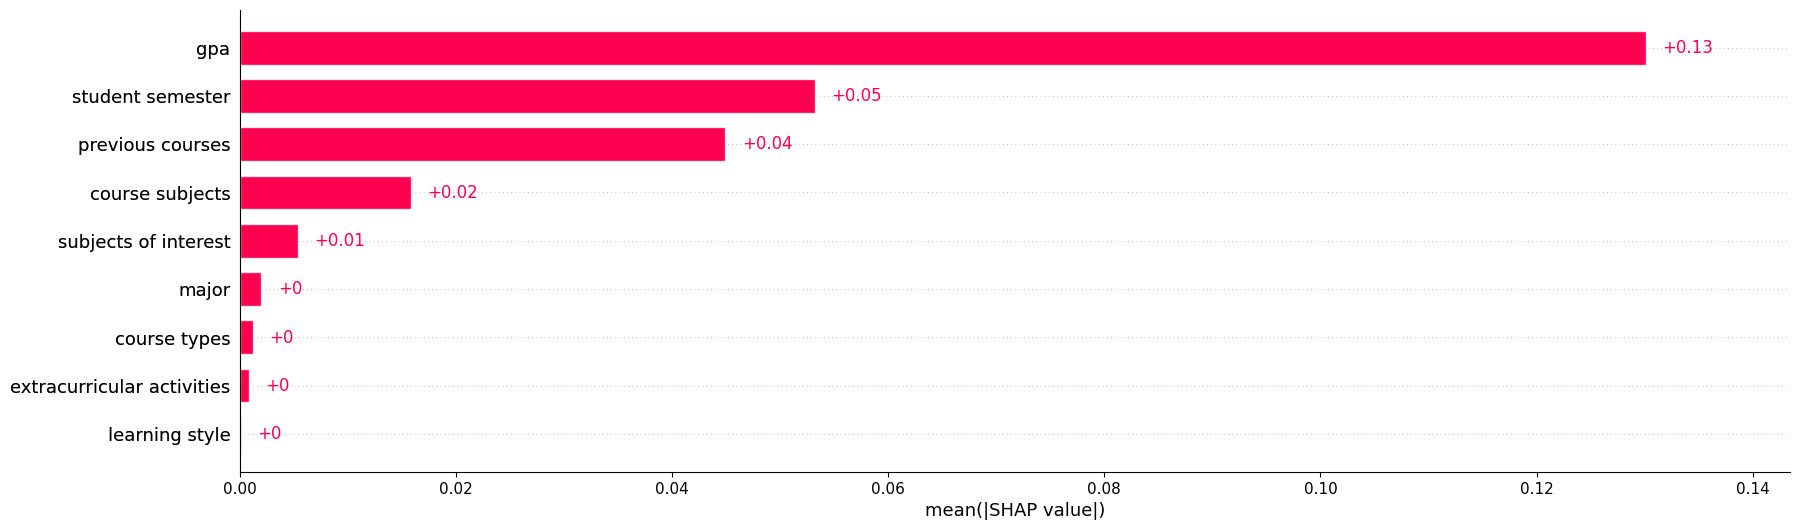 gpa +0.13
student semester +0.05
previous courses +0.04
course subjects +0.02
subjects of interest +0.01
major +0
course types +0
extracurricular activities +0
learning style +0
0.00 0.02 0.04 0.06 0.08 0.10 0.12 0.14
mean(|SHAP value|)